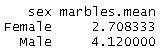 sex marbles.mean
Female 2.708333
Male 4.120000